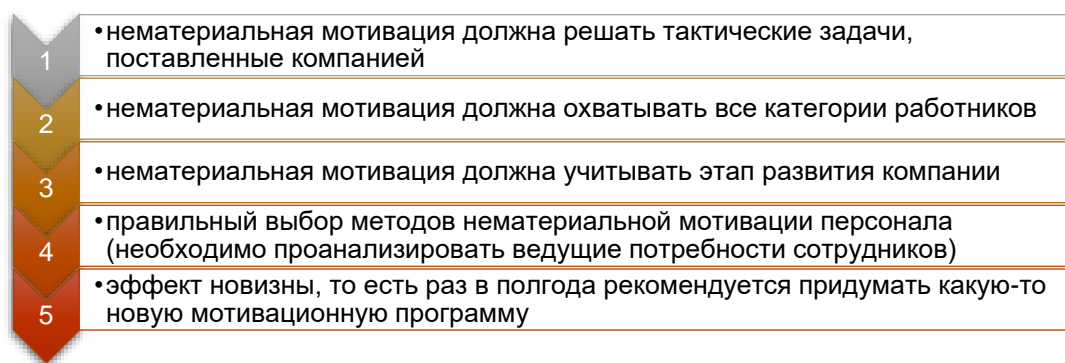 1
•нематериальная мотивация должна решать тактические задачи,
поставленные компанией
2
•нематериальная мотивация должна охватывать все категории работников
3
•нематериальная мотивация должна учитывать этап развития компании
4
•правильный выбор методов нематериальной мотивации персонала
(необходимо проанализировать ведущие потребности сотрудников)
5
•эффект новизны, то есть раз в полгода рекомендуется придумать какую-то
новую мотивационную программу